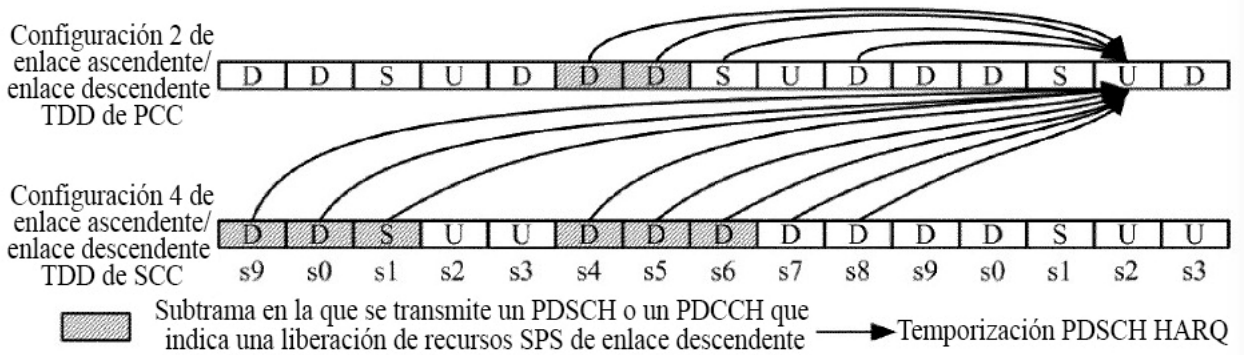 Configuración 2 de
enlace ascendente/
enlace descendente
TDD de PCC
D D S U D D D S U D D D S U D
Configuración 4 de
enlace ascendente/
enlace descendente
TDD de SCC
D D S U U D D D D D D D S U U
s9 s0 s1 s2 s3 s4 s5 s6 s7 s8 s9 s0 s1 s2 s3
Subtrama en la que se transmite un PDSCH o un PDCCH que
indica una liberación de recursos SPS de enlace descendente
Temporización PDSCH HARQ